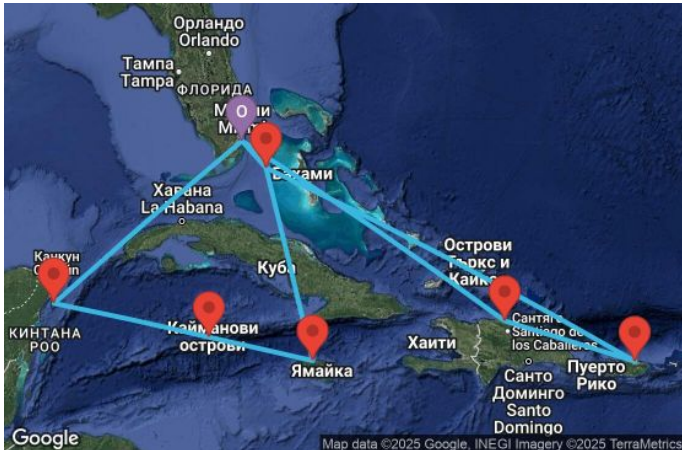 Орландо
Orlando
Тампа
Tampa
ФЛОРИДА
O
Бахами
Хавана
La Habana
Канкун
Куба
Острови
Търкс и
Кайкос
КИНТАНА
РОО
Кайманови
острови
Ямайка
Хаити
Santiago de
los Caballeros
Санто
Доминго
Santo
Domingo
Пуерто
Рико
Google
Map data ©2025 Google, INEGI Imagery ©2025 TerraMetrics